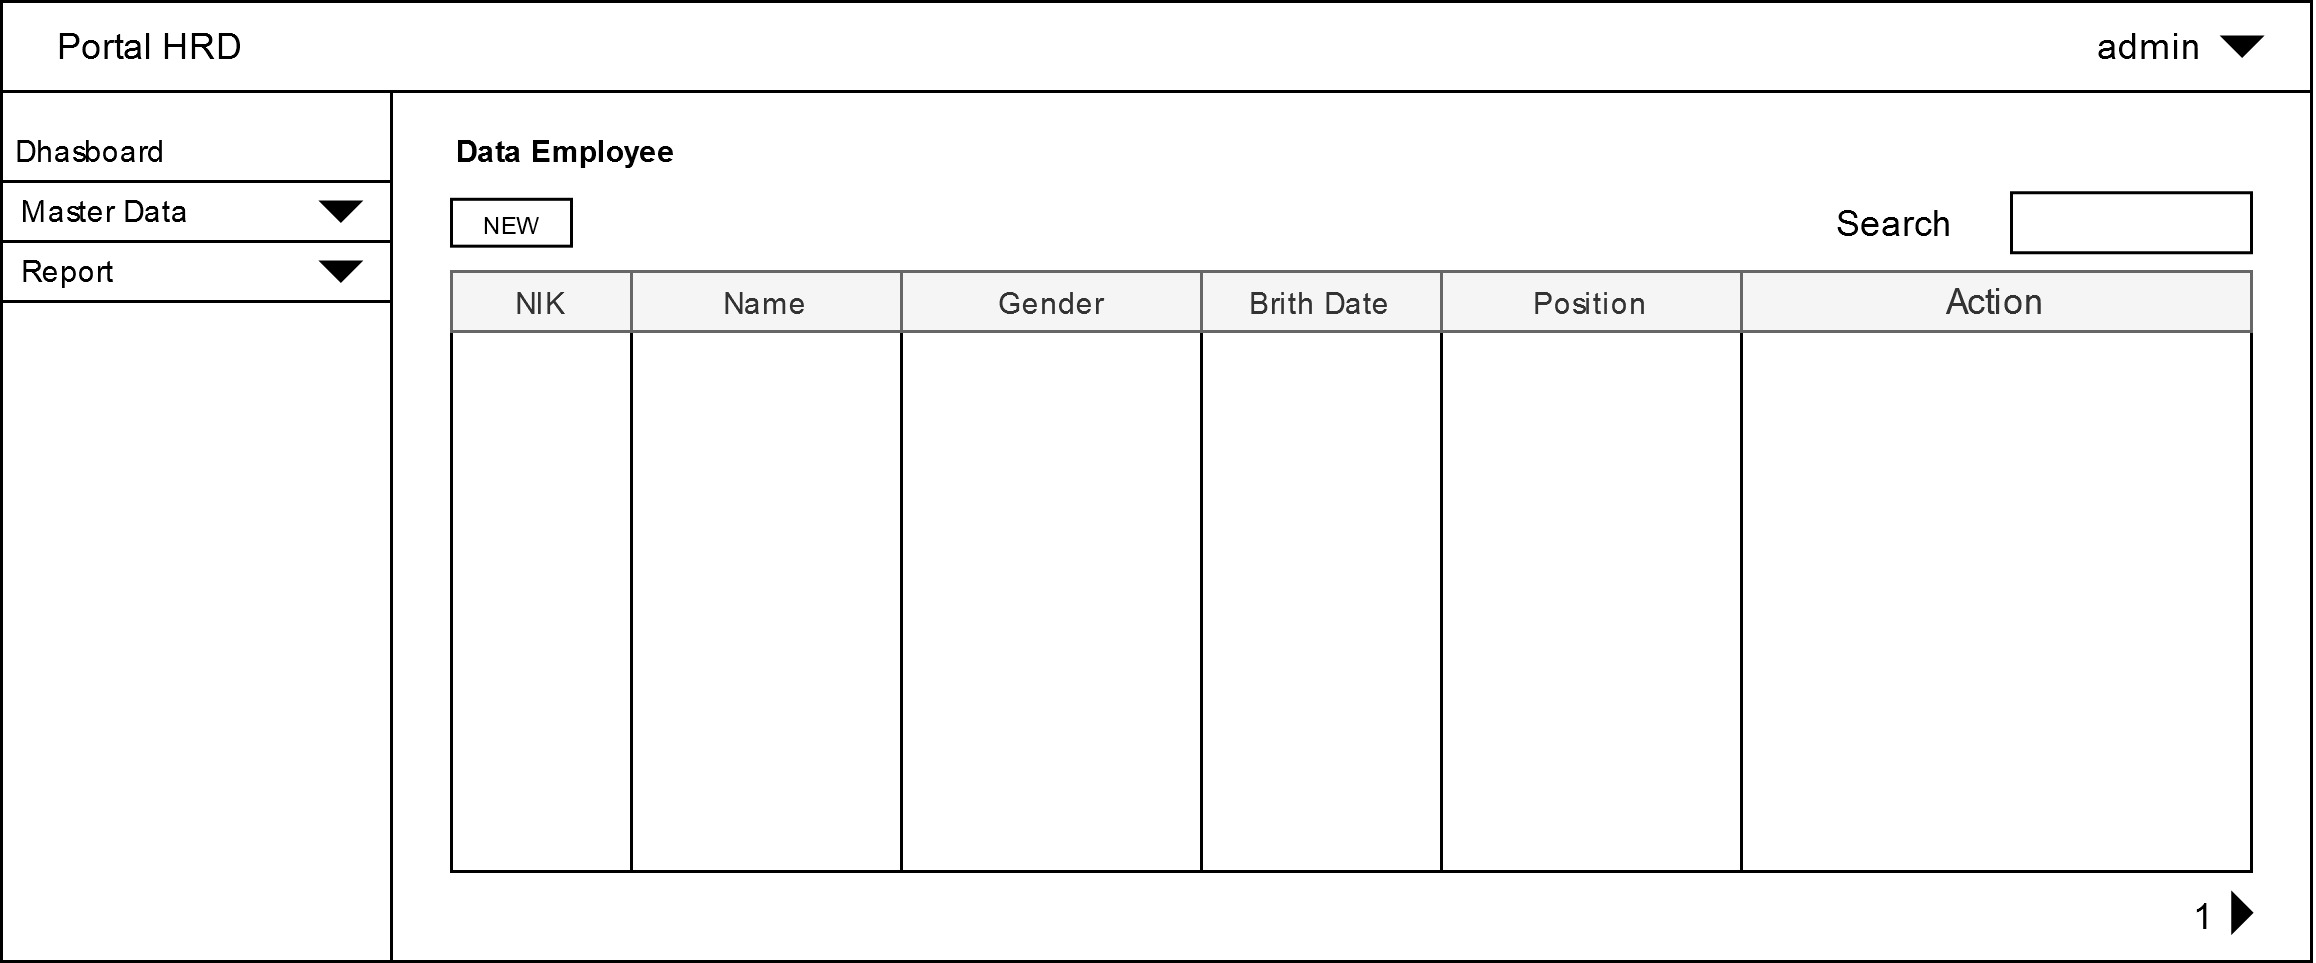 Portal HRD
admin
Dhasboard
Master Data
Report
Data Employee
NEW
Search
NIK Name Gender Brith Date Position Action
1